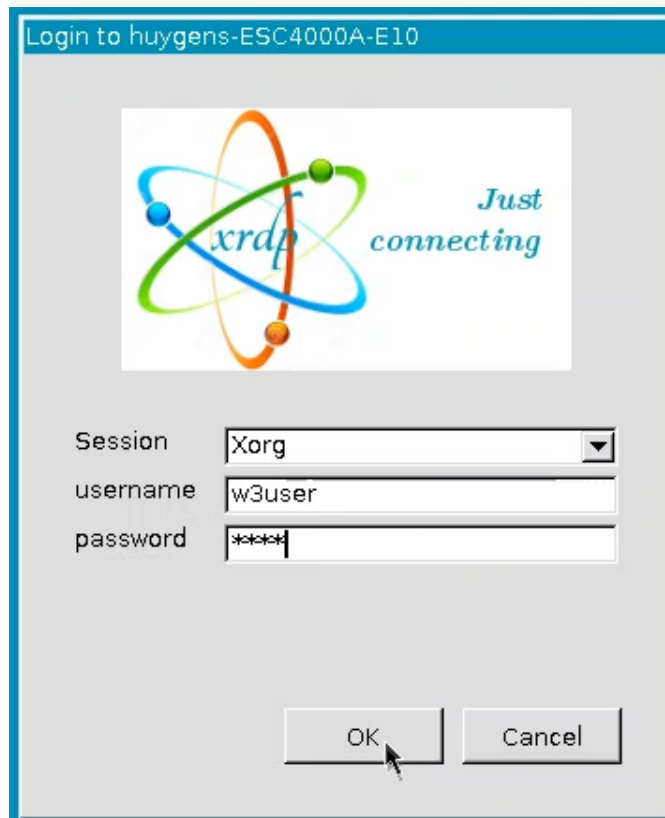 Login to huygens-ESC4000A-E10
xrdp
Just
connecting
Session
Xorg
username
w3user
password
****
OK
Cancel